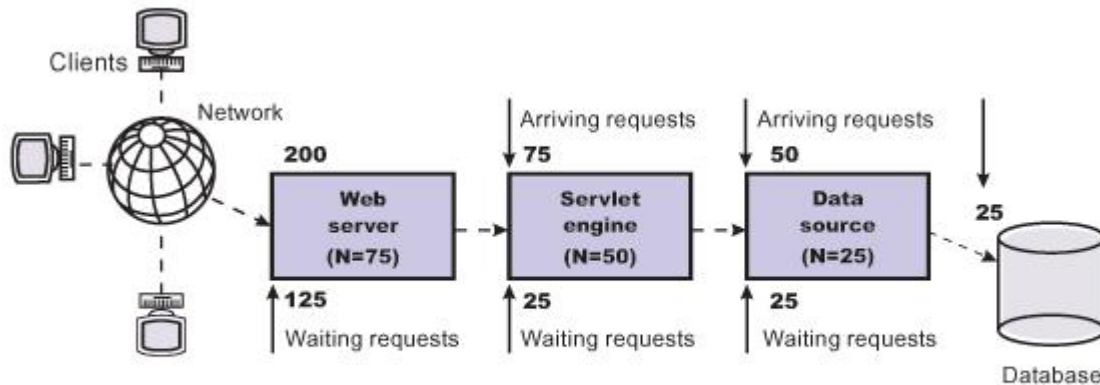 Clients
Network
Arriving requests
Arriving requests
200
75
50
25
Web
server
(N=75)
Servlet
engine
(N=50)
Data
source
(N=25)
125
25
25
Waiting requests
Waiting requests
Waiting requests
Database